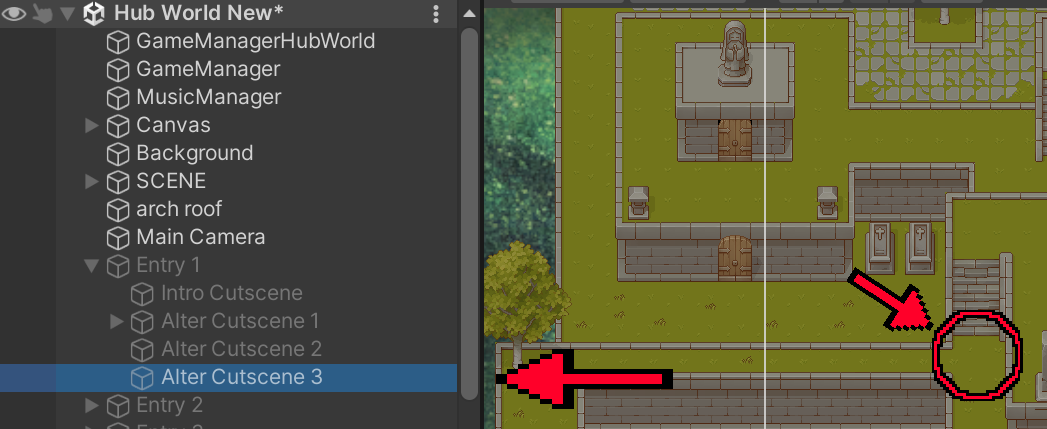 Hub World New*
GameManagerHubWorld
GameManager
MusicManager
Canvas
Background
SCENE
arch roof
Main Camera
Entry 1
Intro Cutscene
Alter Cutscene 1
Alter Cutscene 2
Alter Cutscene 3
Entry 2